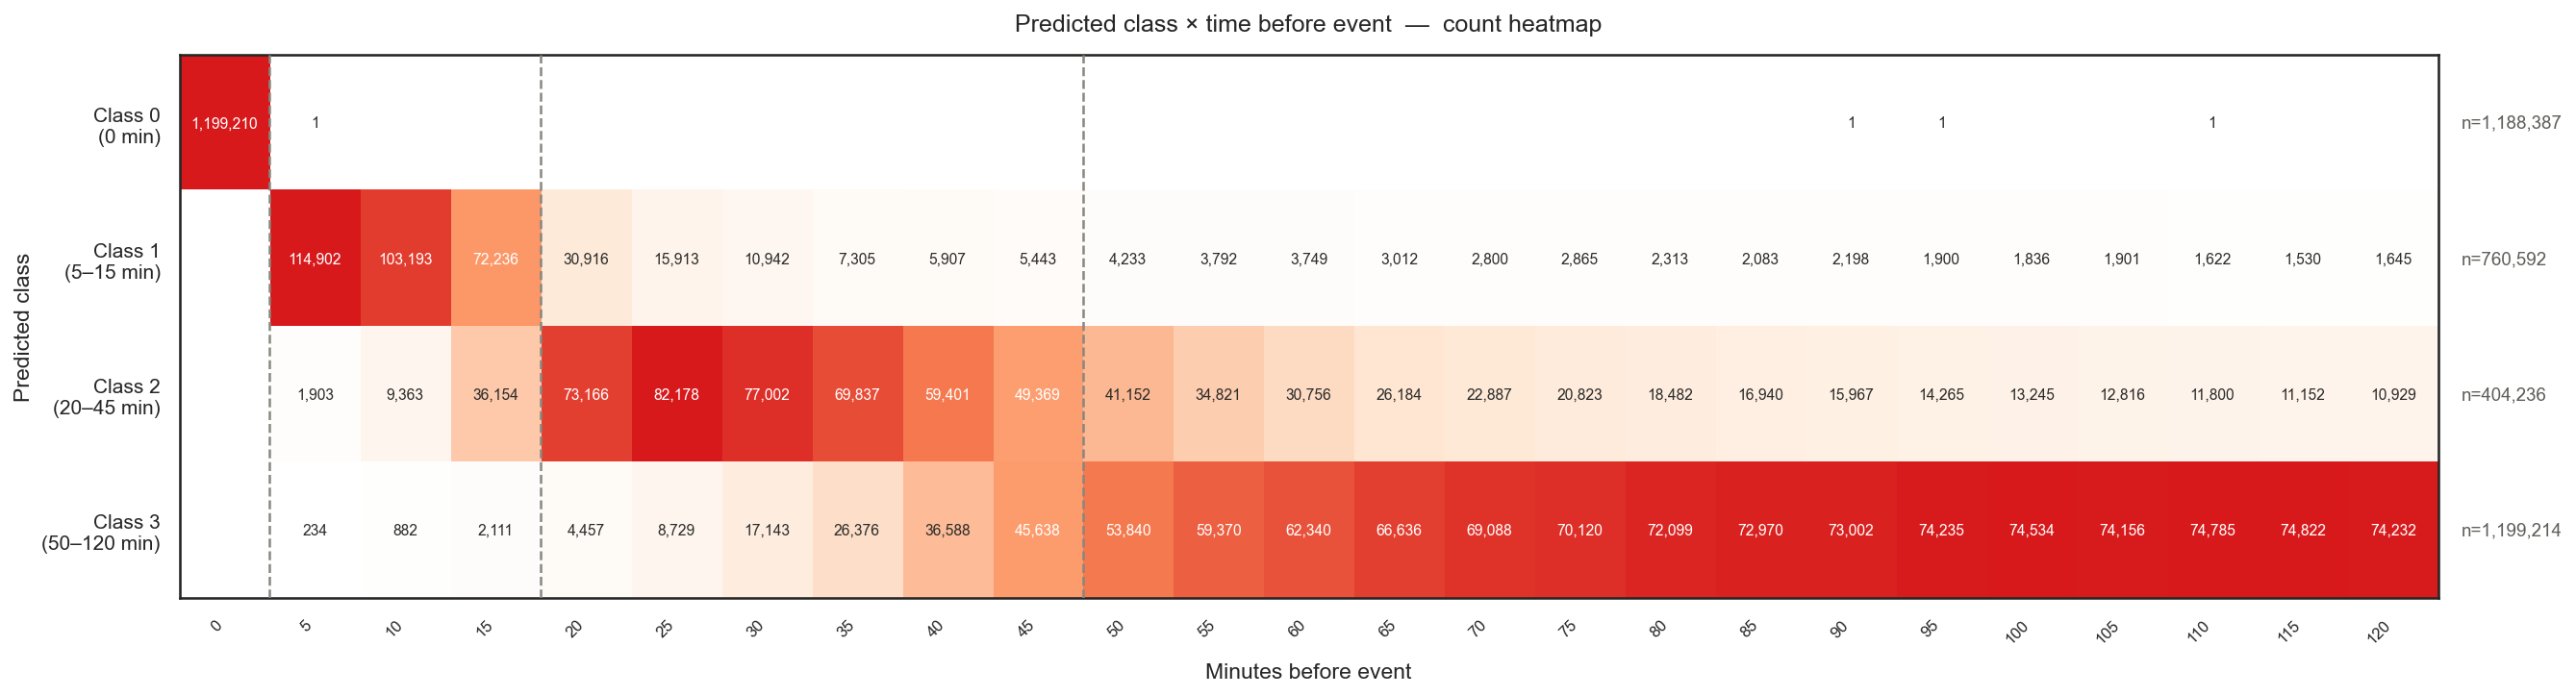 Predicted class × time before event — count heatmap
Predicted class
Class 0
(0 min)
1,199,210 1 1 1 1 n=1,188,387
Class 1
(5–15 min)
114,902 103,193 72,236 30,916 15,913 10,942 7,305 5,907 5,443 4,233 3,792 3,749 3,012 2,800 2,865 2,313 2,083 2,198 1,900 1,836 1,901 1,622 1,530 1,645 n=760,592
Class 2
(20–45 min)
1,903 9,363 36,154 73,166 82,178 77,002 69,837 59,401 49,369 41,152 34,821 30,756 26,184 22,887 20,823 18,482 16,940 15,967 14,265 13,245 12,816 11,800 11,152 10,929 n=404,236
Class 3
(50–120 min)
234 882 2,111 4,457 8,729 17,143 26,376 36,588 45,638 53,840 59,370 62,340 66,636 69,088 70,120 72,099 72,970 73,002 74,235 74,534 74,156 74,785 74,822 74,232 n=1,199,214
0 5 10 15 20 25 30 35 40 45 50 55 60 65 70 75 80 85 90 95 100 105 110 115 120
Minutes before event